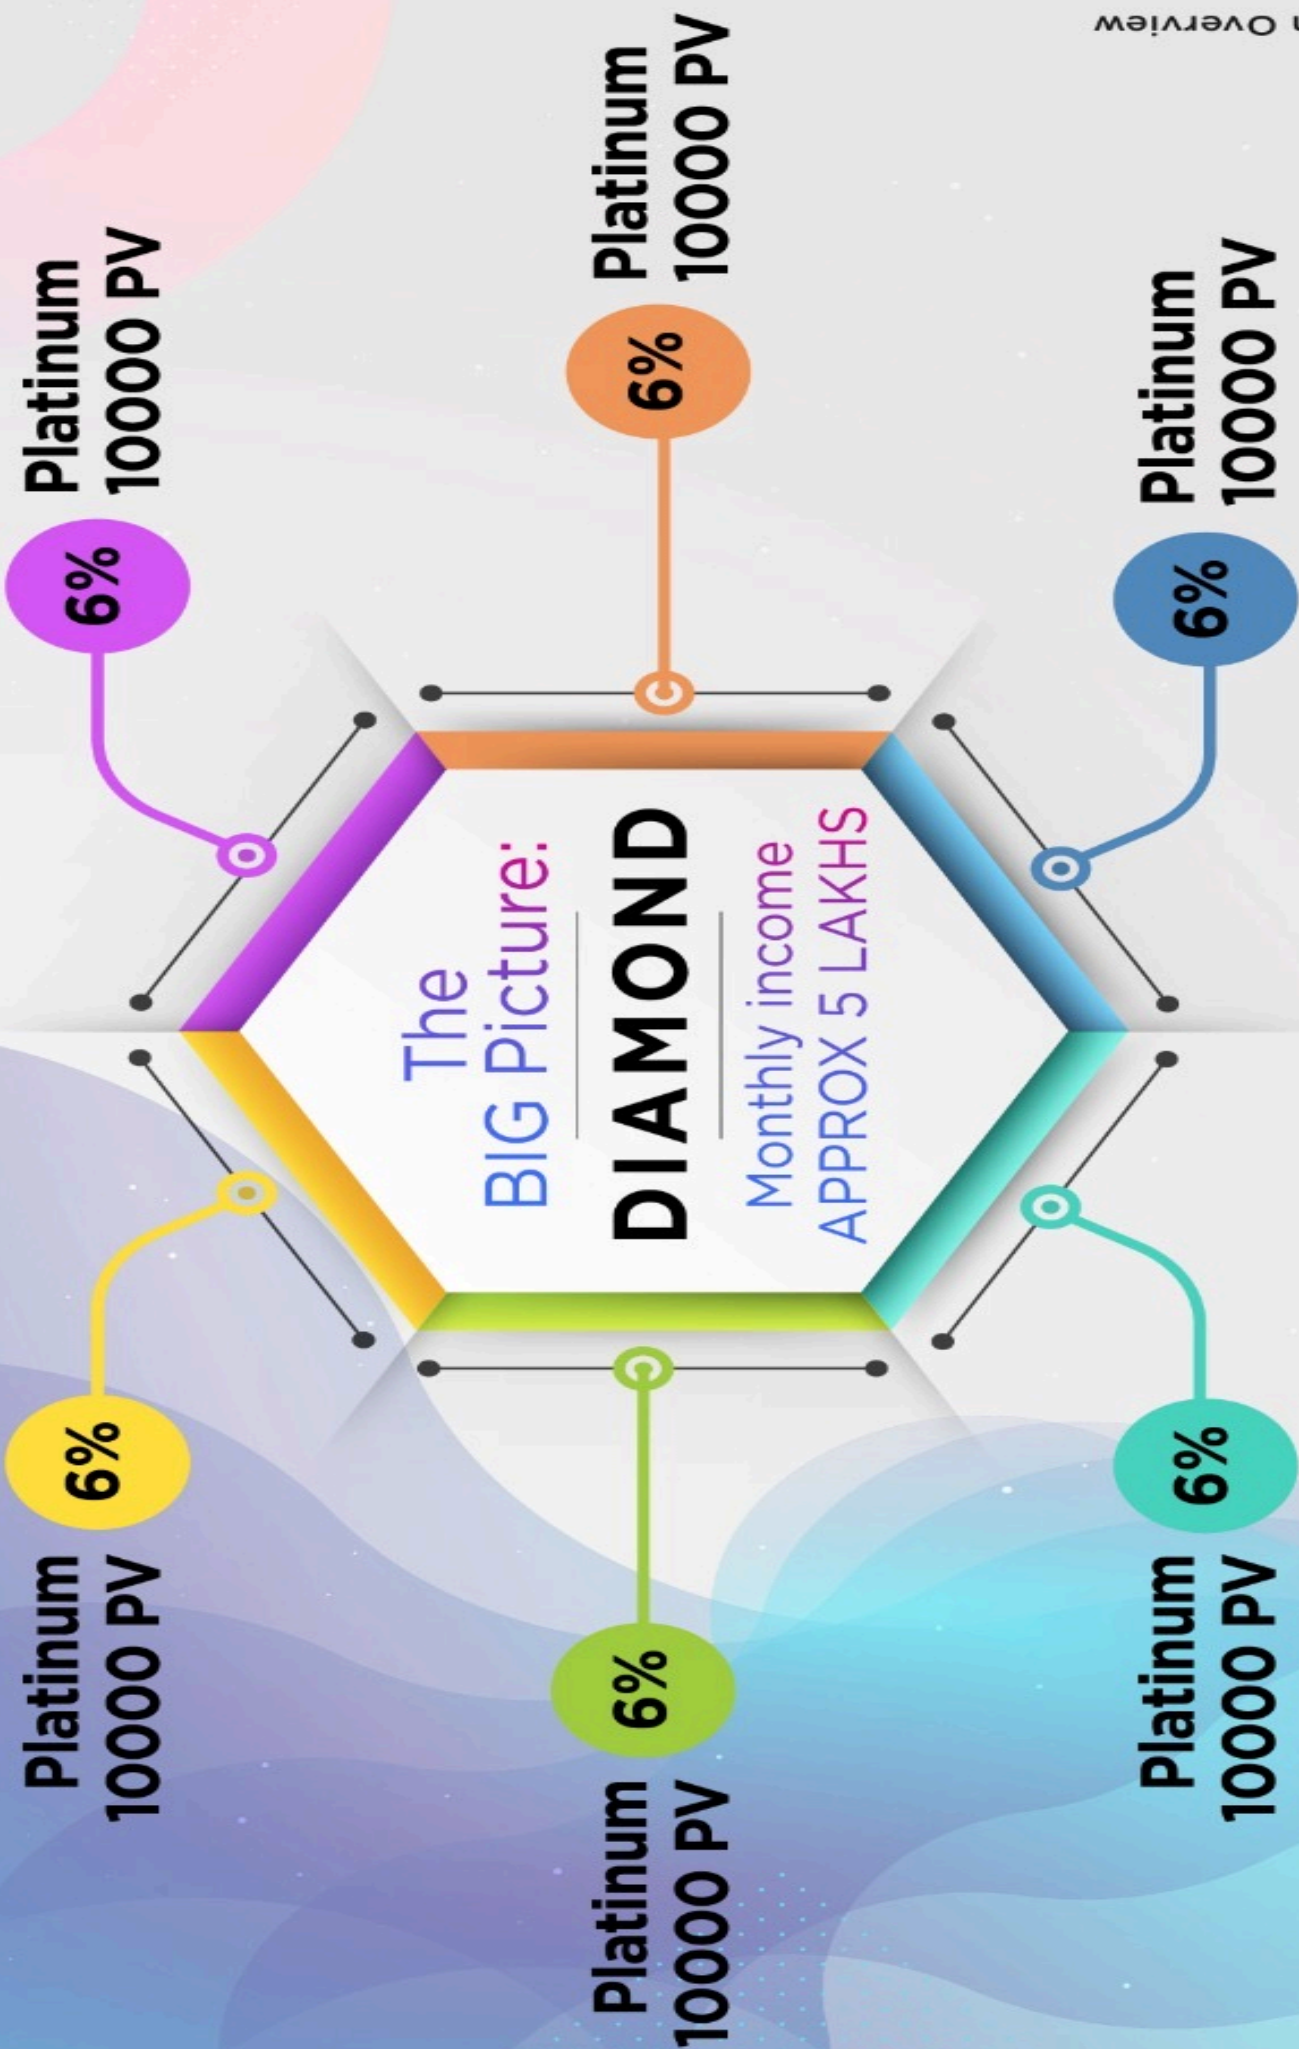 Platinum
10000 PV
6%
6%
Platinum
10000 PV
Platinum
10000 PV
6%
The
BIG Picture:
DIAMOND
Monthly income
APPROX 5 LAKHS
6%
Platinum
10000 PV
Platinum
10000 PV
6%
6%
Platinum
10000 PV
Overview